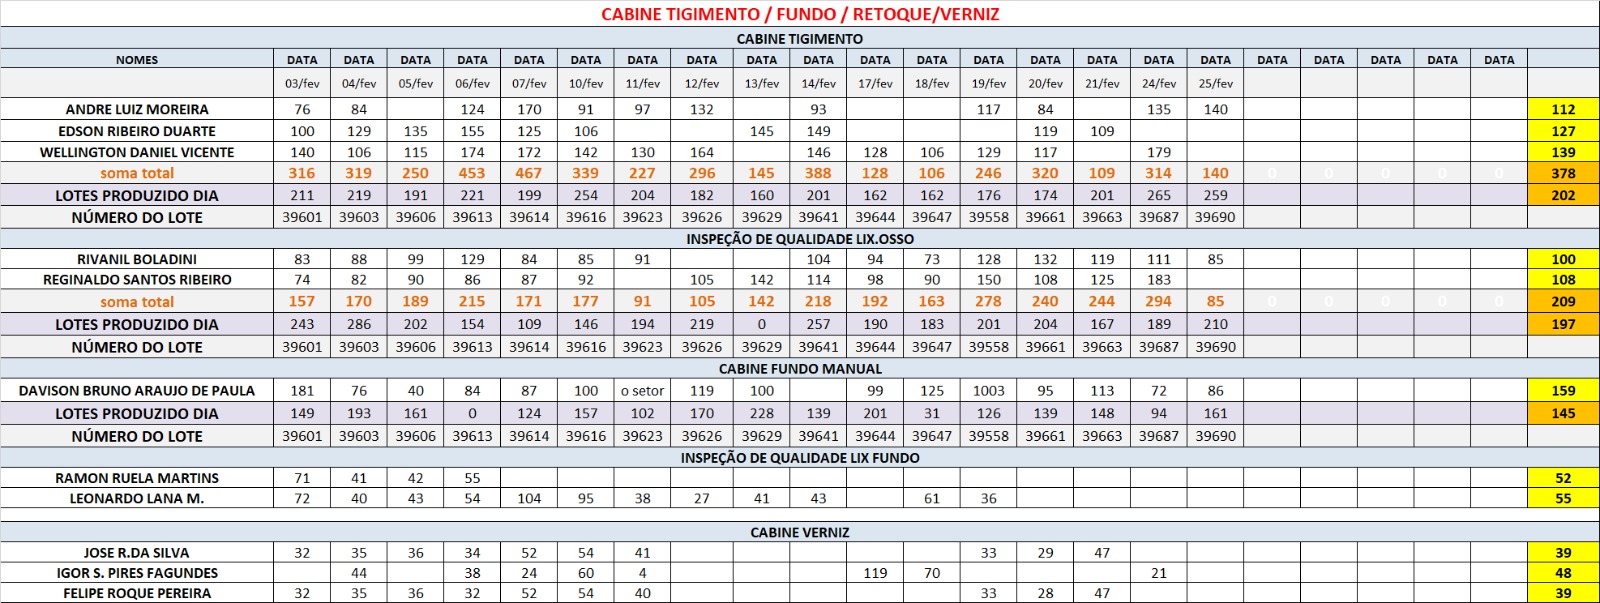 CABINE TIGIMENTO / FUNDO / RETOQUE/VERNIZ
CABINE TIGIMENTO
NOMES DATA DATA DATA DATA DATA DATA DATA DATA DATA DATA DATA DATA DATA DATA DATA DATA DATA DATA DATA DATA DATA DATA
03/fev 04/fev 05/fev 06/fev 07/fev 10/fev 11/fev 12/fev 13/fev 14/fev 17/fev 18/fev 19/fev 20/fev 21/fev 24/fev 25/fev
ANDRE LUIZ MOREIRA 76 84 124 170 91 97 132 93 117 84 135 140 112
EDSON RIBEIRO DUARTE 100 129 135 155 125 106 145 149 119 109 127
WELLINGTON DANIEL VICENTE 140 106 115 174 172 142 130 164 146 128 106 129 117 179 139
soma total 316 319 250 453 467 339 227 296 145 388 128 106 246 320 109 314 140 0 0 0 0 0 378
LOTES PRODUZIDO DIA 211 219 191 221 199 254 204 182 160 201 162 162 176 174 201 265 259 202
NÚMERO DO LOTE 39601 39603 39606 39613 39614 39616 39623 39626 39629 39641 39644 39647 39558 39661 39663 39687 39690
INSPEÇÃO DE QUALIDADE LIX.OSSO
RIVANIL BOLADINI 83 88 99 129 84 85 91 104 94 73 128 132 119 111 85 100
REGINALDO SANTOS RIBEIRO 74 82 90 86 87 92 105 142 114 98 90 150 108 125 183 108
soma total 157 170 189 215 171 177 91 105 142 218 192 163 278 240 244 294 85 0 0 0 0 0 209
LOTES PRODUZIDO DIA 243 286 202 154 109 146 194 219 0 257 190 183 201 204 167 189 210 197
NÚMERO DO LOTE 39601 39603 39606 39613 39614 39616 39623 39626 39629 39641 39644 39647 39558 39661 39663 39687 39690
CABINE FUNDO MANUAL
DAVISON BRUNO ARAUJO DE PAULA 181 76 40 84 87 100 o setor 119 100 99 125 1003 95 113 72 86 159
LOTES PRODUZIDO DIA 149 193 161 0 124 157 102 170 228 139 201 31 126 139 148 94 161 145
NÚMERO DO LOTE 39601 39603 39606 39613 39614 39616 39623 39626 39629 39641 39644 39647 39558 39661 39663 39687 39690
INSPEÇÃO DE QUALIDADE LIX FUNDO
RAMON RUELA MARTINS 71 41 42 55 52
LEONARDO LANA M. 72 40 43 54 104 95 38 27 41 43 61 36 55
CABINE VERNIZ
JOSE R.DA SILVA 32 35 36 34 52 54 41 33 29 47 39
IGOR S. PIRES FAGUNDES 44 38 24 60 4 119 70 21 48
FELIPE ROQUE PEREIRA 32 35 36 32 52 54 40 33 28 47 39